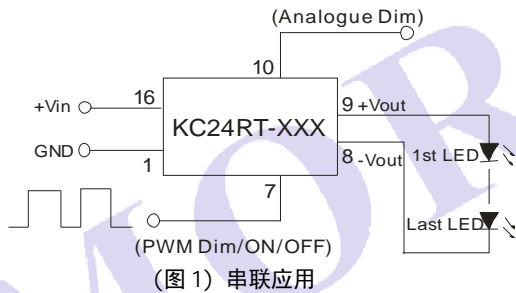 (Analogue Dim)
10
+Vin
16
9 +Vout
KC24RT-XXX
GND
1
8 -Vout
1st LED
7
Last LED
(PWM Dim/ON/OFF)
(图 1) 串联应用